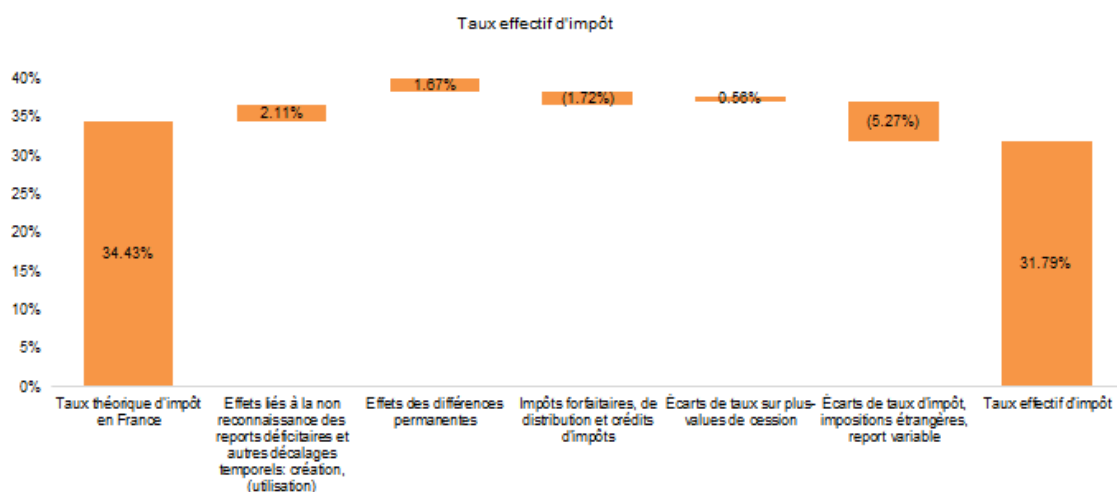 Taux effectif d'impôt
40%
35%
30%
25%
20%
15%
10%
5%
0%
34.43%
2.11%
1.67%
(1.72%)
0.56%
(5.27%)
31.79%
Taux théorique d'impôt
en France
Effets liés à la non
reconnaissance des
reports déficitaires et
autres décalages
temporels: création,
(utilisation)
Effets des différences
permanentes
Impôts forfaitaires, de
distribution et crédits
d'impôts
Écarts de taux sur plus-
values de cession
Écarts de taux d'impôt,
impositions étrangères,
report variable
Taux effectif d'impôt